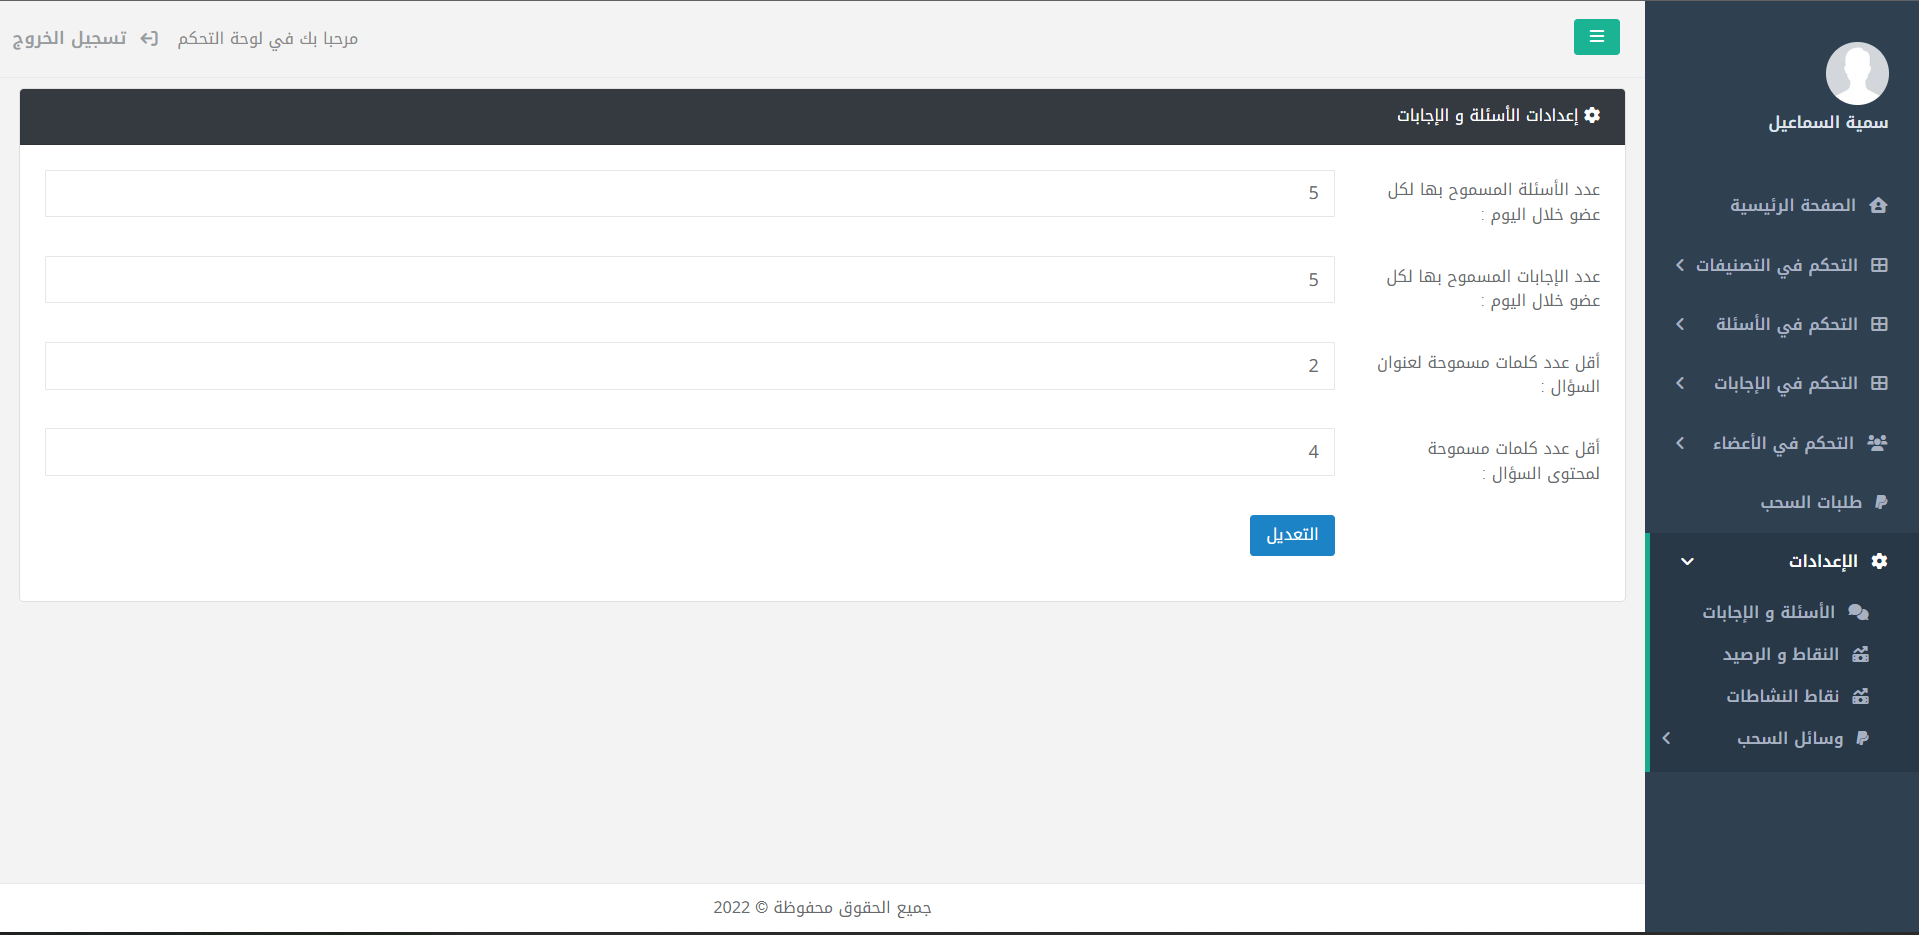 سمية السماعيل
الصفحة الرئيسية
التحكم في التصنيفات
التحكم في الأسئلة
التحكم في الإجابات
التحكم في الأعضاء
طلبات السحب
الإعدادات
الأسئلة و الإجابات
النقاط و الرصيد
نقاط النشاطات
وسائل السحب
مرحبا بك في لوحة التحكم
تسجيل الخروج
إعدادات الأسئلة و الإجابات
عدد الأسئلة المسموح بها لكل
عضو خلال اليوم :
5
عدد الإجابات المسموح بها لكل
عضو خلال اليوم :
5
أقل عدد كلمات مسموحة لعنوان
السؤال :
2
أقل عدد كلمات مسموحة
لمحتوى السؤال :
4
التعديل
جميع الحقوق محفوظة © 2022